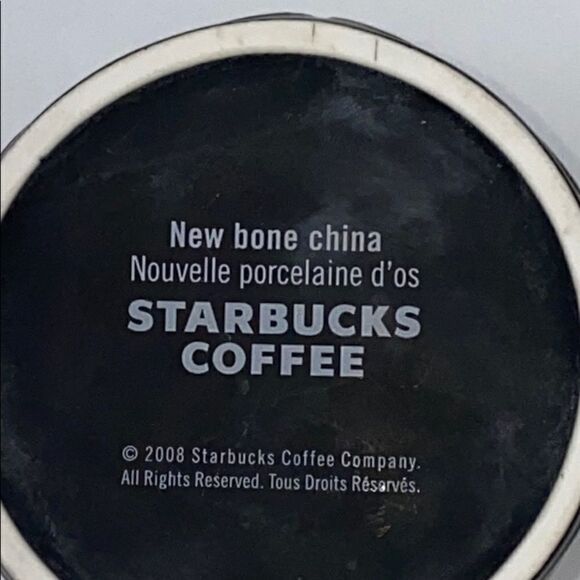 New bone china
Nouvelle porcelaine d'os
STARBUCKS
COFFEE
© 2008 Starbucks Coffee Company.
All Rights Reserved. Tous Droits Réservés.